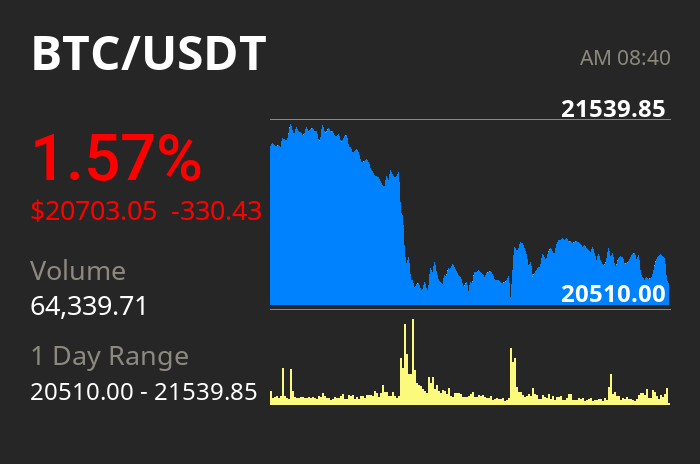 BTC/USDT
AM 08:40
21539.85
1.57%
$20703.05 -330.43
Volume
64,339.71
20510.00
1 Day Range
20510.00 - 21539.85